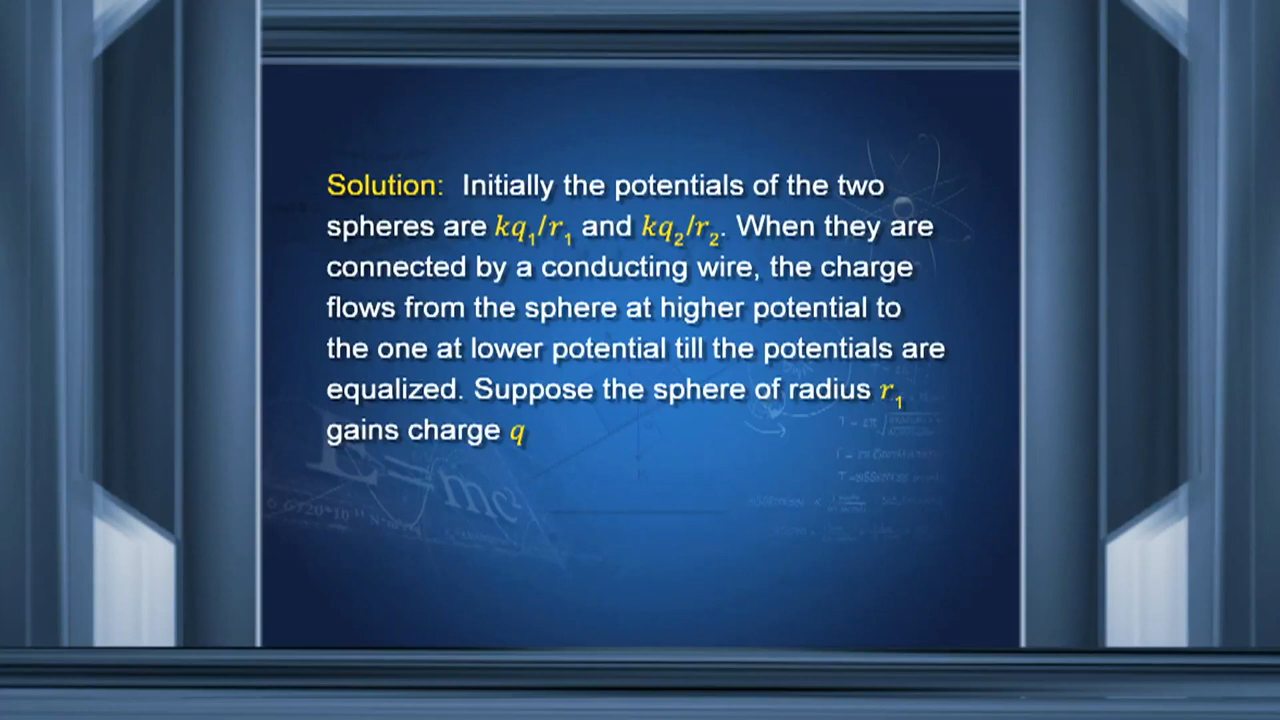 Solution: Initially the potentials of the two
spheres are kq₁/r₁ and kq₂/r₂. When they are
connected by a conducting wire, the charge
flows from the sphere at higher potential to
the one at lower potential till the potentials are
equalized. Suppose the sphere of radius r₁
gains charge q
E=mc²